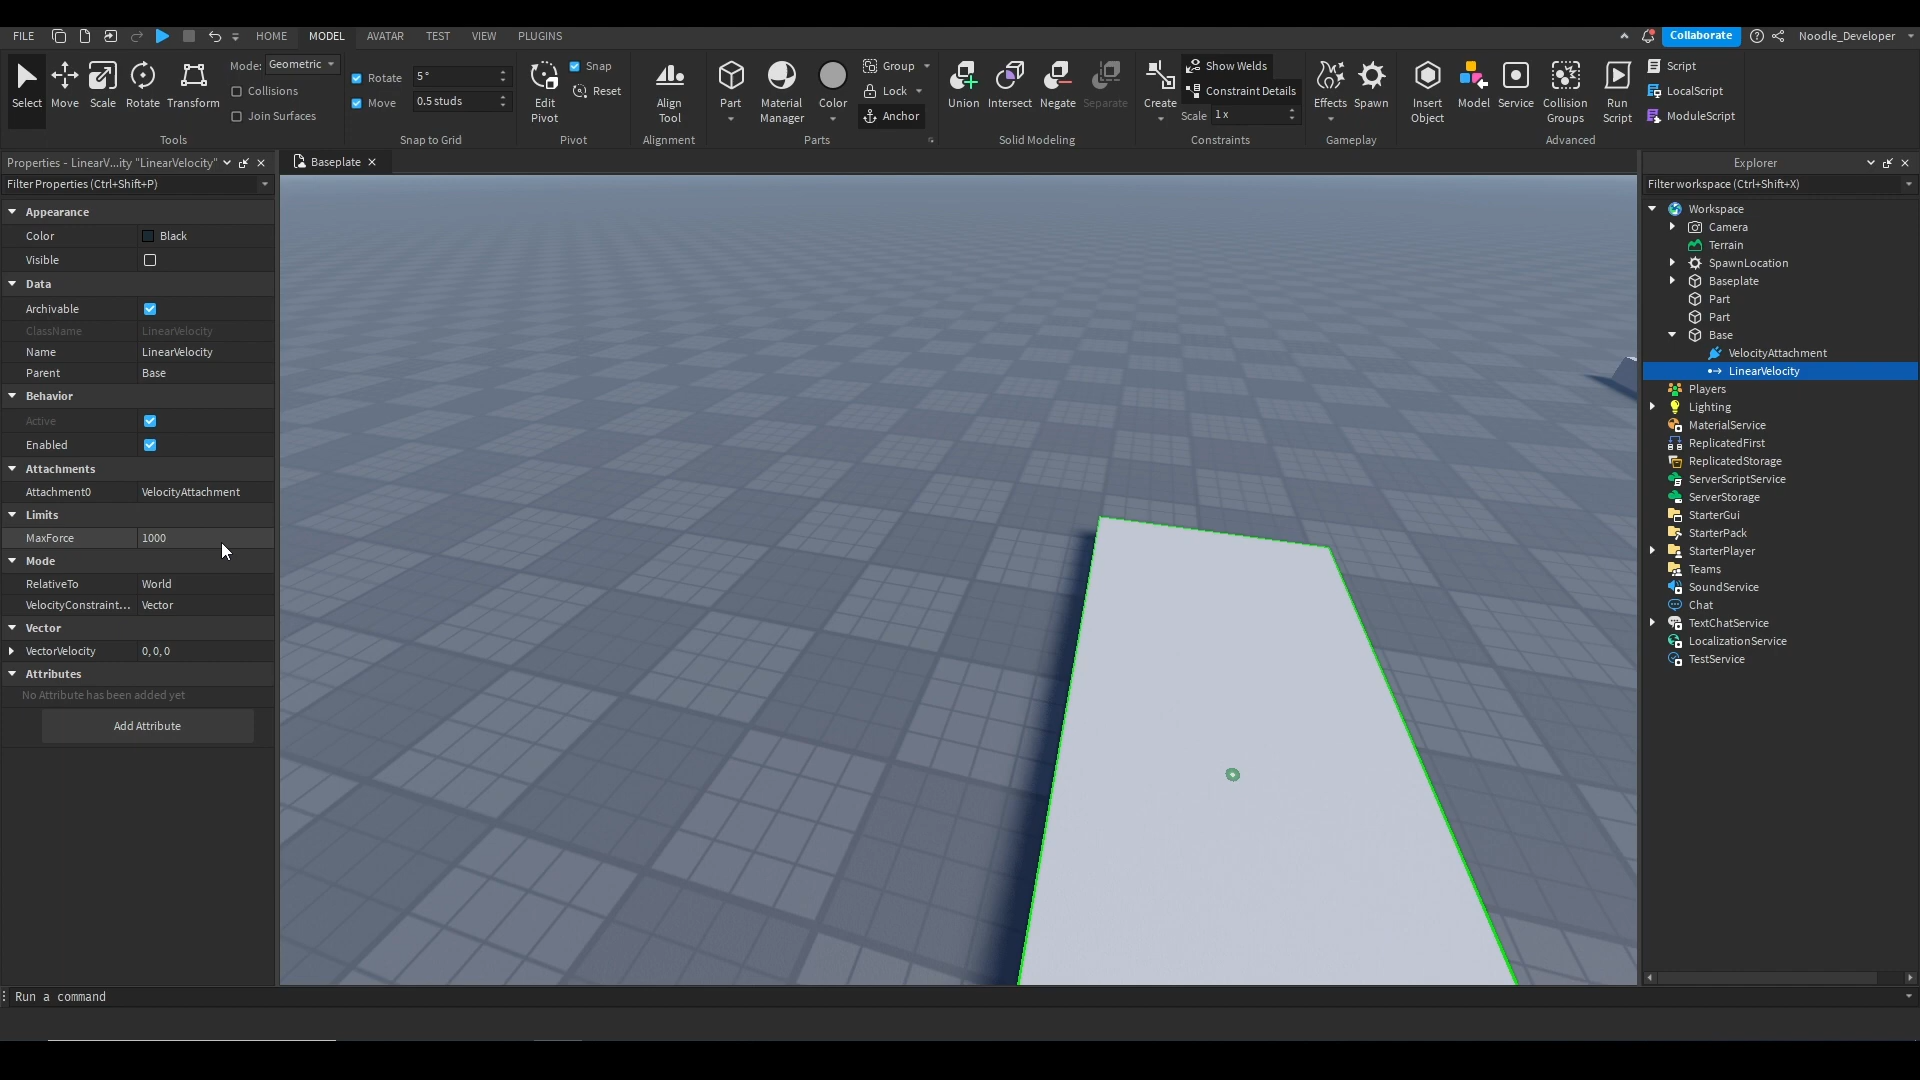 FILE HOME MODEL AVATAR TEST VIEW PLUGINS Collaborate Noodle_Developer
Select Move Scale Rotate Transform
Mode: Geometric
Collisions
Join Surfaces
Tools
Rotate 5°
Move 0.5 studs
Snap to Grid
Edit Pivot
Snap
Reset
Pivot
Align Tool
Alignment
Part Material Manager Color
Group
Lock
Anchor
Parts
Union Intersect Negate Separate
Solid Modeling
Create
Show Welds
Constraint Details
Scale 1 x
Constraints
Effects Spawn
Gameplay
Insert Object Model Service Collision Groups Run Script
Script
LocalScript
ModuleScript
Advanced
Properties - LinearV...ity "LinearVelocity"
Filter Properties (Ctrl+Shift+P)
Appearance
Color Black
Visible
Data
Archivable
ClassName LinearVelocity
Name LinearVelocity
Parent Base
Behavior
Active
Enabled
Attachments
Attachment0 VelocityAttachment
Limits
MaxForce 1000
Mode
RelativeTo World
VelocityConstraint... Vector
Vector
VectorVelocity 0, 0, 0
Attributes
No Attribute has been added yet
Add Attribute
Baseplate
Explorer
Filter workspace (Ctrl+Shift+X)
Workspace
Camera
Terrain
SpawnLocation
Baseplate
Part
Part
Base
VelocityAttachment
LinearVelocity
Players
Lighting
MaterialService
ReplicatedFirst
ReplicatedStorage
ServerScriptService
ServerStorage
StarterGui
StarterPack
StarterPlayer
Teams
SoundService
Chat
TextChatService
LocalizationService
TestService
Run a command